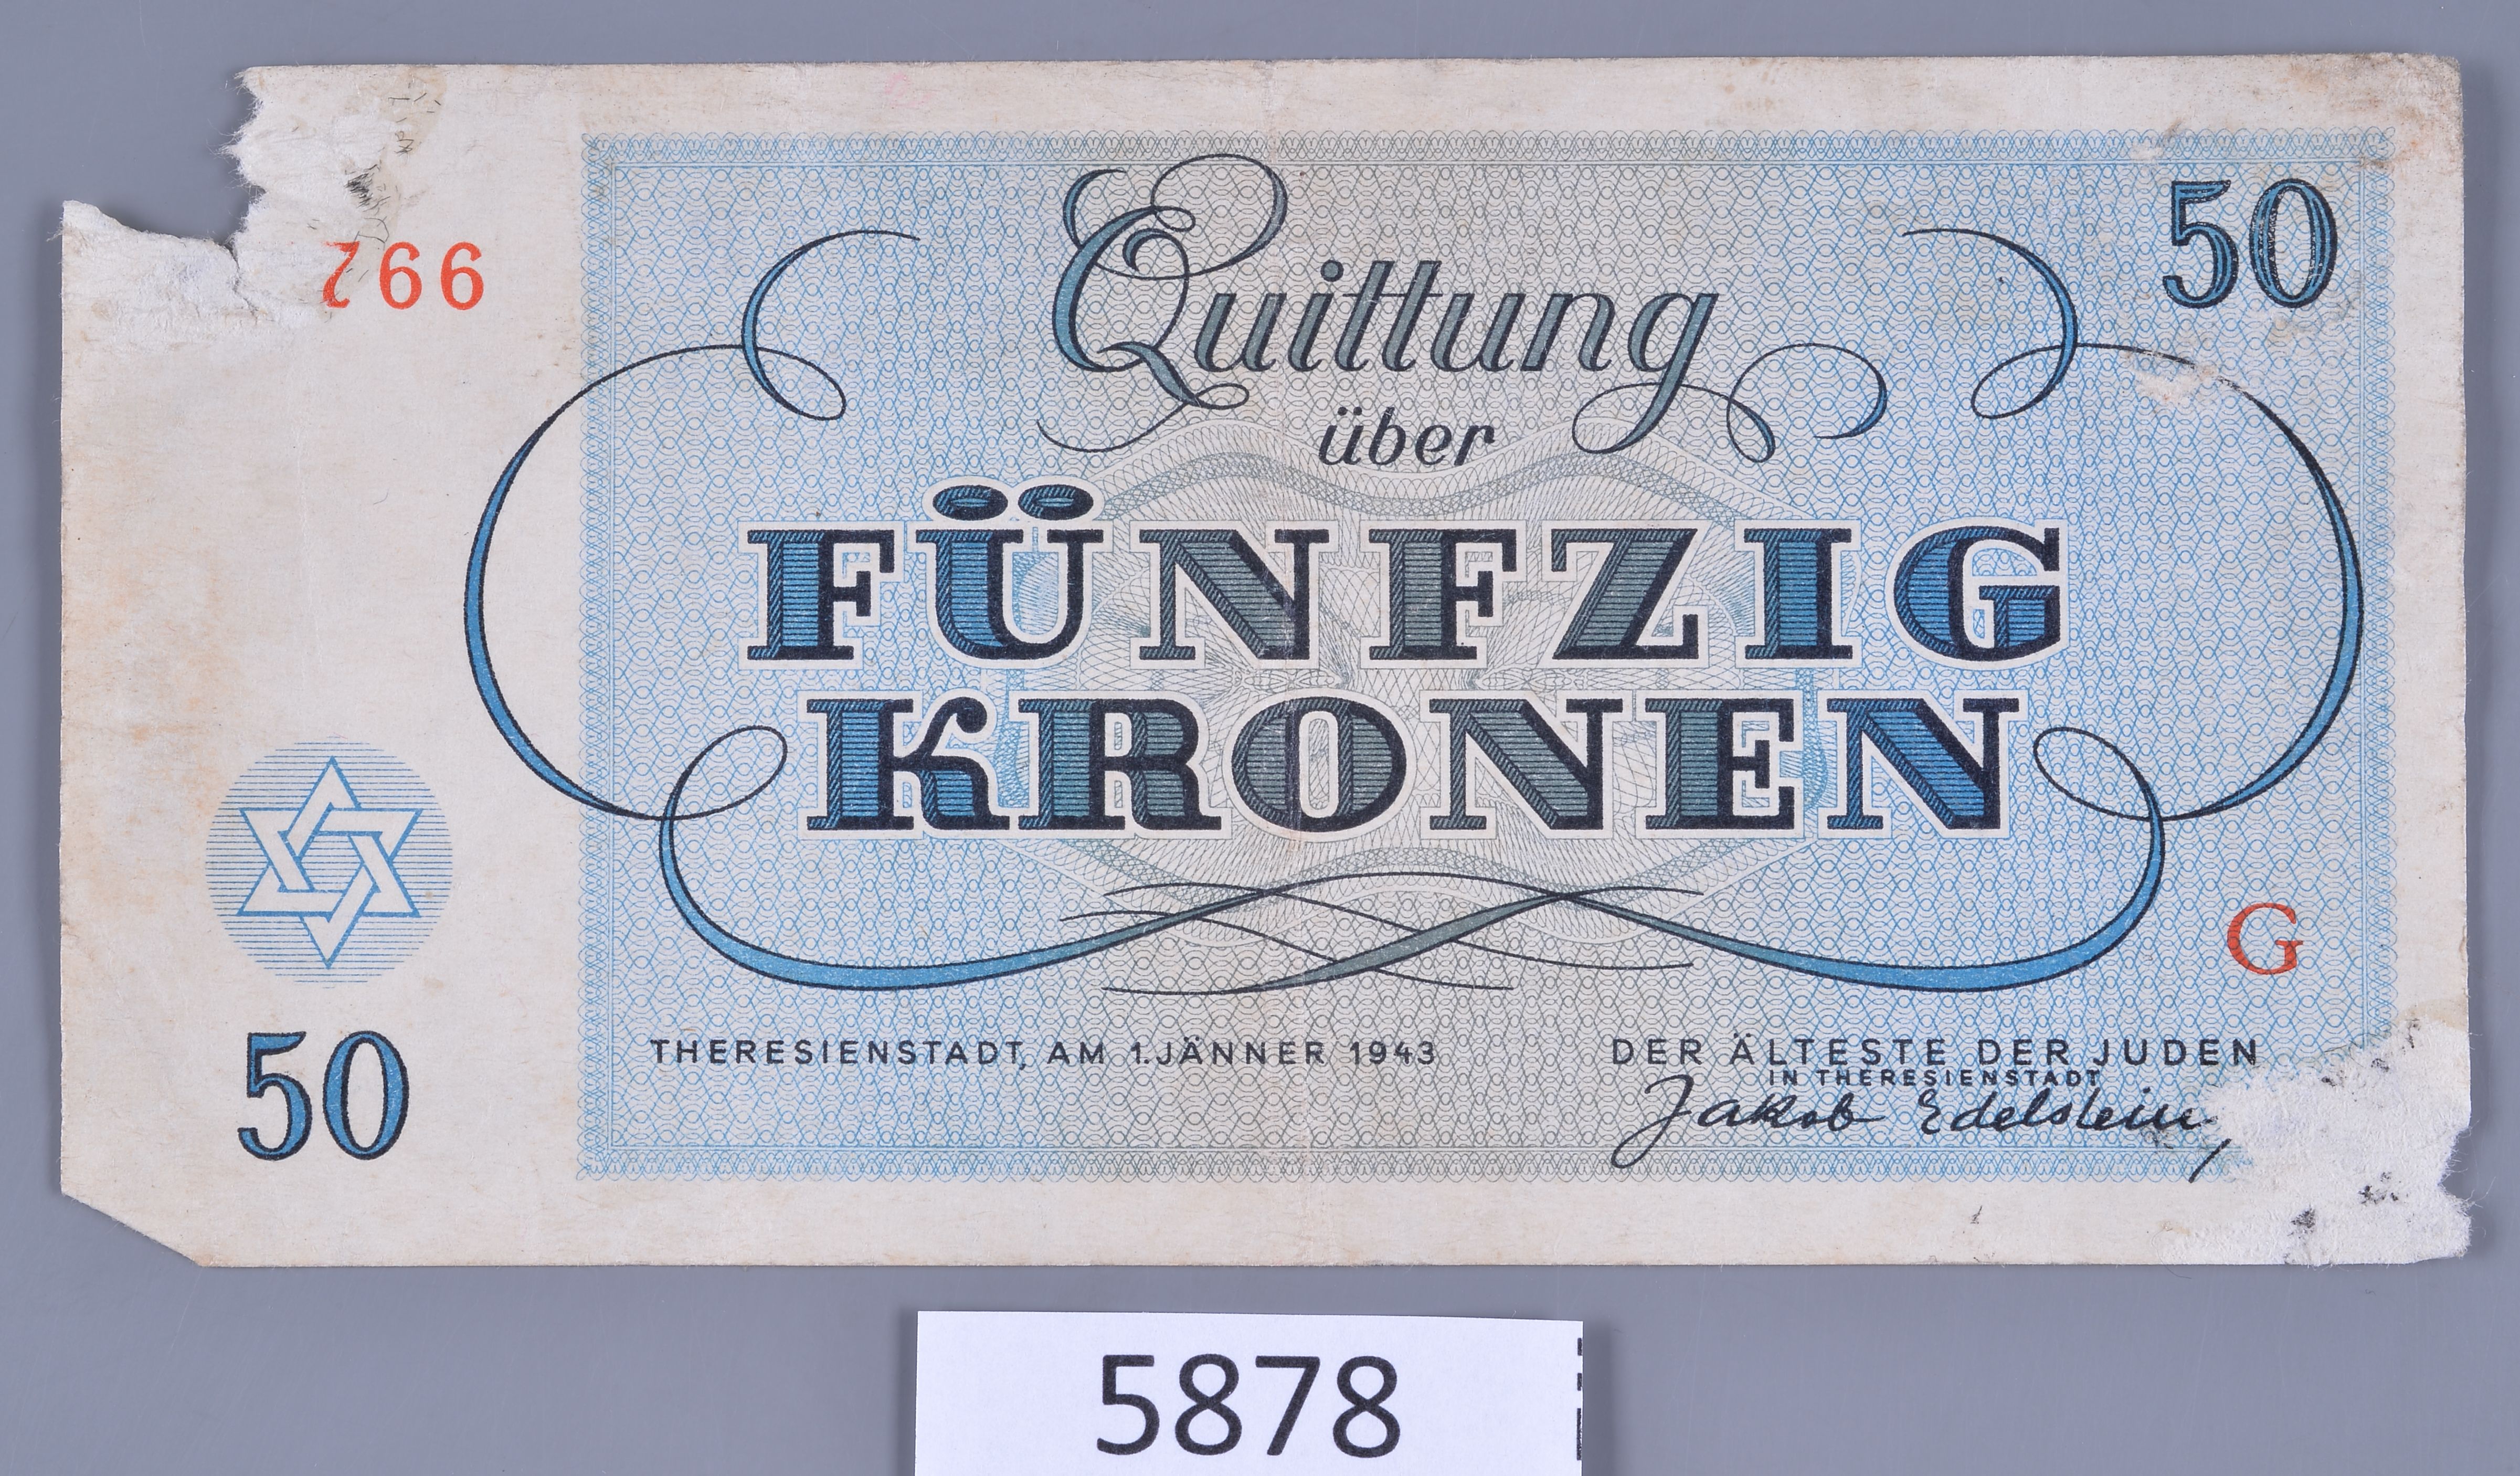 50
266
Quittung
über
FÜNFZIG
KRONEN
G
50
THERESIENSTADT, AM 1.JÄNNER 1943
DER ÄLTESTE DER JUDEN
IN THERESIENSTADT
Jakob Edelstein
5878